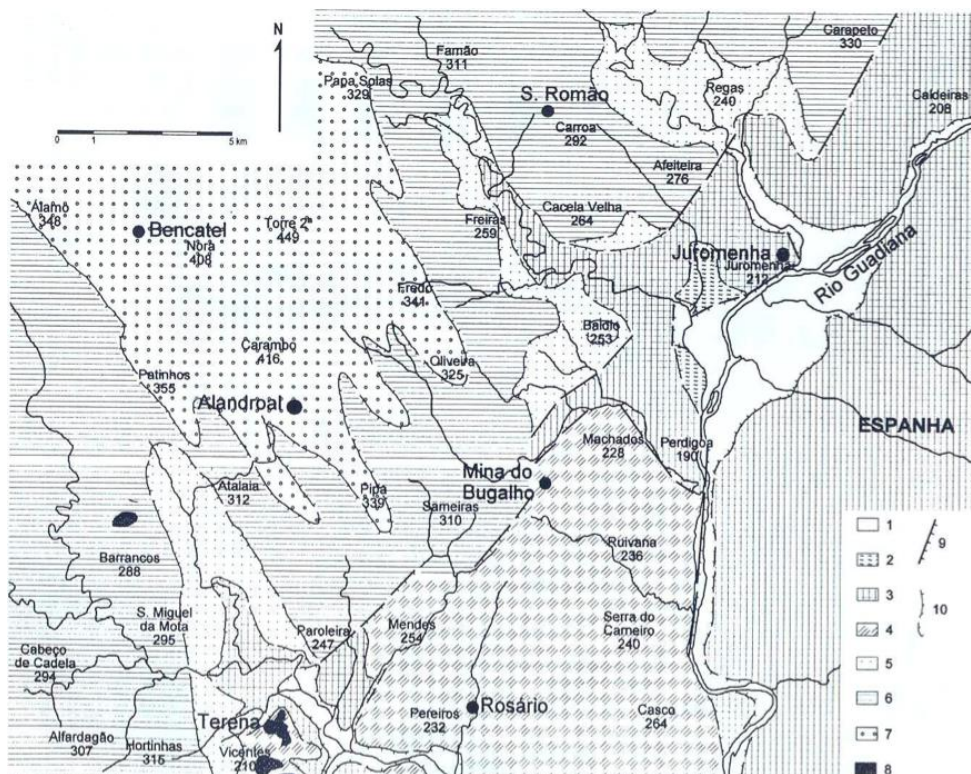 N
0 1 5 km
Famão
311
Papa Solas
329
S. Romão
Carroa
292
Regas
240
Carapeto
330
Caldeiras
208
Afeiteira
276
Álamo
348
Bencatel
Nora
408
Torre 2ª
449
Freiras
259
Cacela Velha
264
Juromenha
Juromenha
212
Rio Guadiana
Fredo
341
Baldio
253
Carambo
416
Oliveira
325
Patinhos
355
Alandroal
ESPANHA
Machados
228
Perdigoa
190
Mina do
Bugalho
Atalaia
312
Pipa
339
Sameiras
310
Barrancos
288
Ruivana
236
S. Miguel
da Mota
295
Paroleira
247
Mendes
254
Serra do
Carneiro
240
Cabeço
de Cadela
294
Terena
Pereiros
232
Rosário
Casco
264
Alfardagão
307
Hortinhas
315
Vicentes
210
1
2
3
4
5
6
7
8
9
10